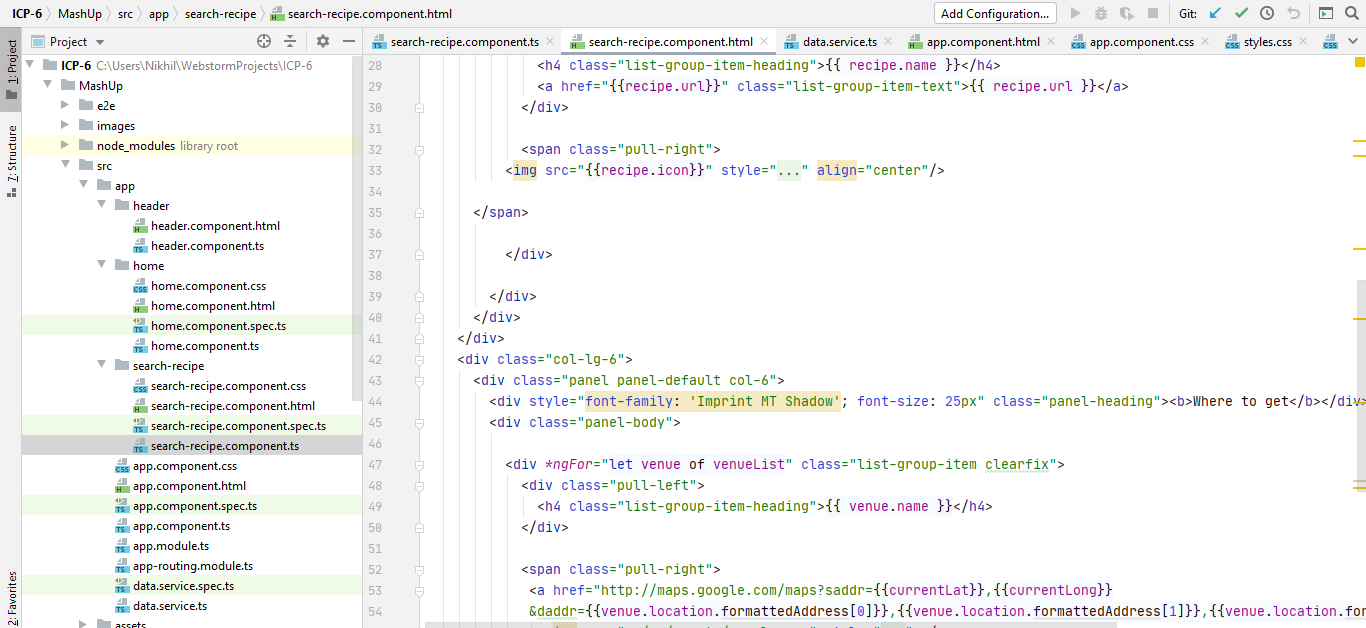 ICP-6 MashUp src app search-recipe search-recipe.component.html Add Configuration... Git:
1: Project
7: Structure
2: Favorites
Project
ICP-6 C:\Users\Nikhil\WebstormProjects\ICP-6
MashUp
e2e
images
node_modules library root
src
app
header
header.component.html
header.component.ts
home
home.component.css
home.component.html
home.component.spec.ts
home.component.ts
search-recipe
search-recipe.component.css
search-recipe.component.html
search-recipe.component.spec.ts
search-recipe.component.ts
app.component.css
app.component.html
app.component.spec.ts
app.component.ts
app.module.ts
app-routing.module.ts
data.service.spec.ts
data.service.ts
assets
search-recipe.component.ts search-recipe.component.html data.service.ts app.component.html app.component.css styles.css
28 <h4 class="list-group-item-heading">{{ recipe.name }}</h4>
29 <a href="{{recipe.url}}" class="list-group-item-text">{{ recipe.url }}</a>
30 </div>
31
32 <span class="pull-right">
33 <img src="{{recipe.icon}}" style="..." align="center"/>
34
35 </span>
36
37 </div>
38
39 </div>
40 </div>
41 </div>
42 <div class="col-lg-6">
43 <div class="panel panel-default col-6">
44 <div style="font-family: 'Imprint MT Shadow'; font-size: 25px" class="panel-heading"><b>Where to get</b></div>
45 <div class="panel-body">
46
47 <div *ngFor="let venue of venueList" class="list-group-item clearfix">
48 <div class="pull-left">
49 <h4 class="list-group-item-heading">{{ venue.name }}</h4>
50 </div>
51
52 <span class="pull-right">
53 <a href="http://maps.google.com/maps?saddr={{currentLat}},{{currentLong}}
54 &daddr={{venue.location.formattedAddress[0]}},{{venue.location.formattedAddress[1]}},{{venue.location.for